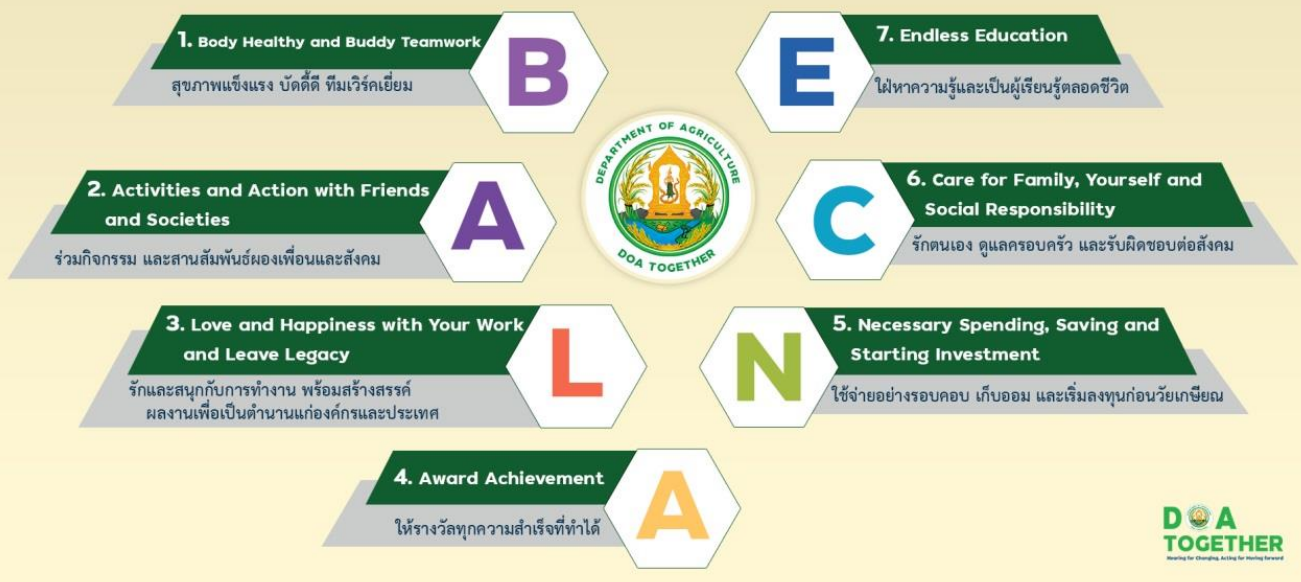 1. Body Healthy and Buddy Teamwork
สุขภาพแข็งแรง บัดดี้ดี ทีมเวิร์คเยี่ยม
B
2. Activities and Action with Friends
and Societies
ร่วมกิจกรรม และสานสัมพันธ์ผองเพื่อนและสังคม
A
3. Love and Happiness with Your Work
and Leave Legacy
รักและสนุกกับการทำงาน พร้อมสร้างสรรค์
ผลงานเพื่อเป็นตำนานแก่องค์กรและประเทศ
L
4. Award Achievement
ให้รางวัลทุกความสำเร็จที่ทำได้
A
5. Necessary Spending, Saving and
Starting Investment
ใช้จ่ายอย่างรอบคอบ เก็บออม และเริ่มลงทุนก่อนวัยเกษียณ
N
6. Care for Family, Yourself and
Social Responsibility
รักตนเอง ดูแลครอบครัว และรับผิดชอบต่อสังคม
C
7. Endless Education
ใฝ่หาความรู้และเป็นผู้เรียนรู้ตลอดชีวิต
E
DEPARTMENT OF AGRICULTURE
DOA TOGETHER
DOA
TOGETHER
Hearing for Changing, Acting for Moving forward